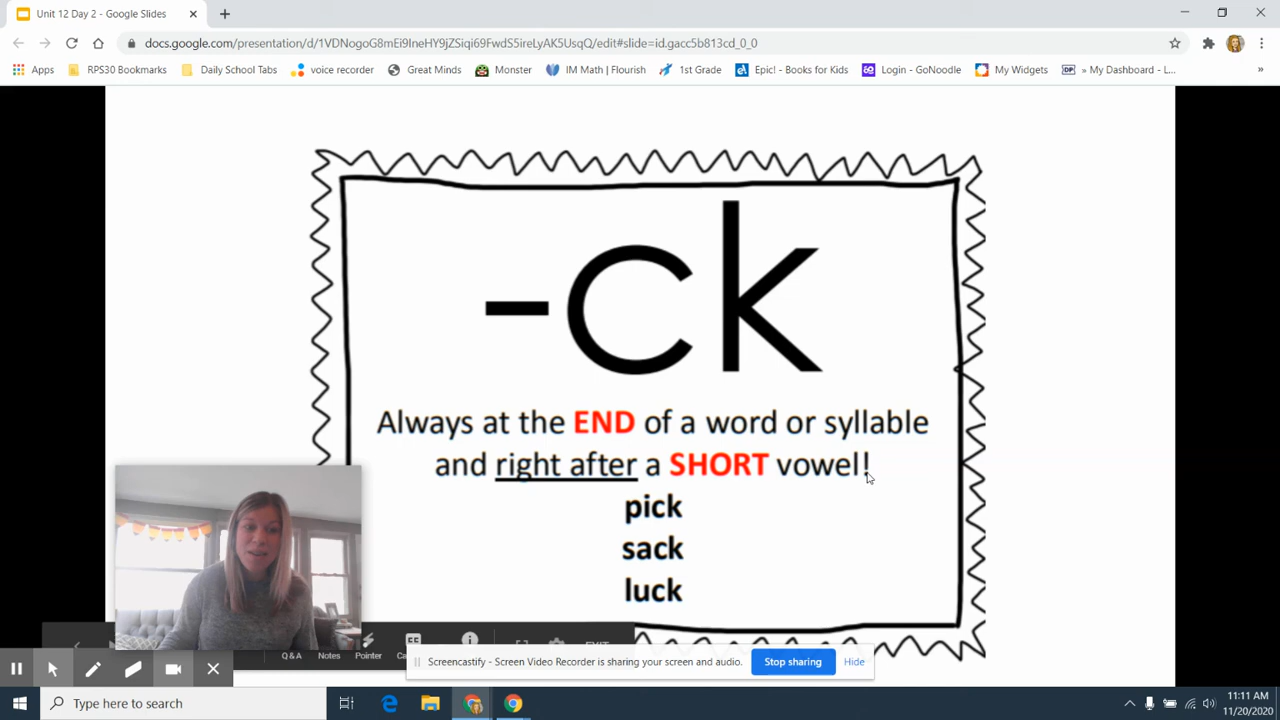 Unit 12 Day 2 - Google Slides
docs.google.com/presentation/d/1VDNogoG8mEi9IneHY9jZSiqi69FwdS5ireLyAK5UsqQ/edit#slide=id.gacc5b813cd_0_0
Apps RPS30 Bookmarks Daily School Tabs voice recorder Great Minds Monster IM Math | Flourish 1st Grade Epic! - Books for Kids Login - GoNoodle My Widgets » My Dashboard - L...
-ck
Always at the END of a word or syllable
and right after a SHORT vowel!
pick
sack
luck
Q&A Notes Pointer
EXIT
Screencastify - Screen Video Recorder is sharing your screen and audio. Stop sharing Hide
Type here to search
11:11 AM
11/20/2020